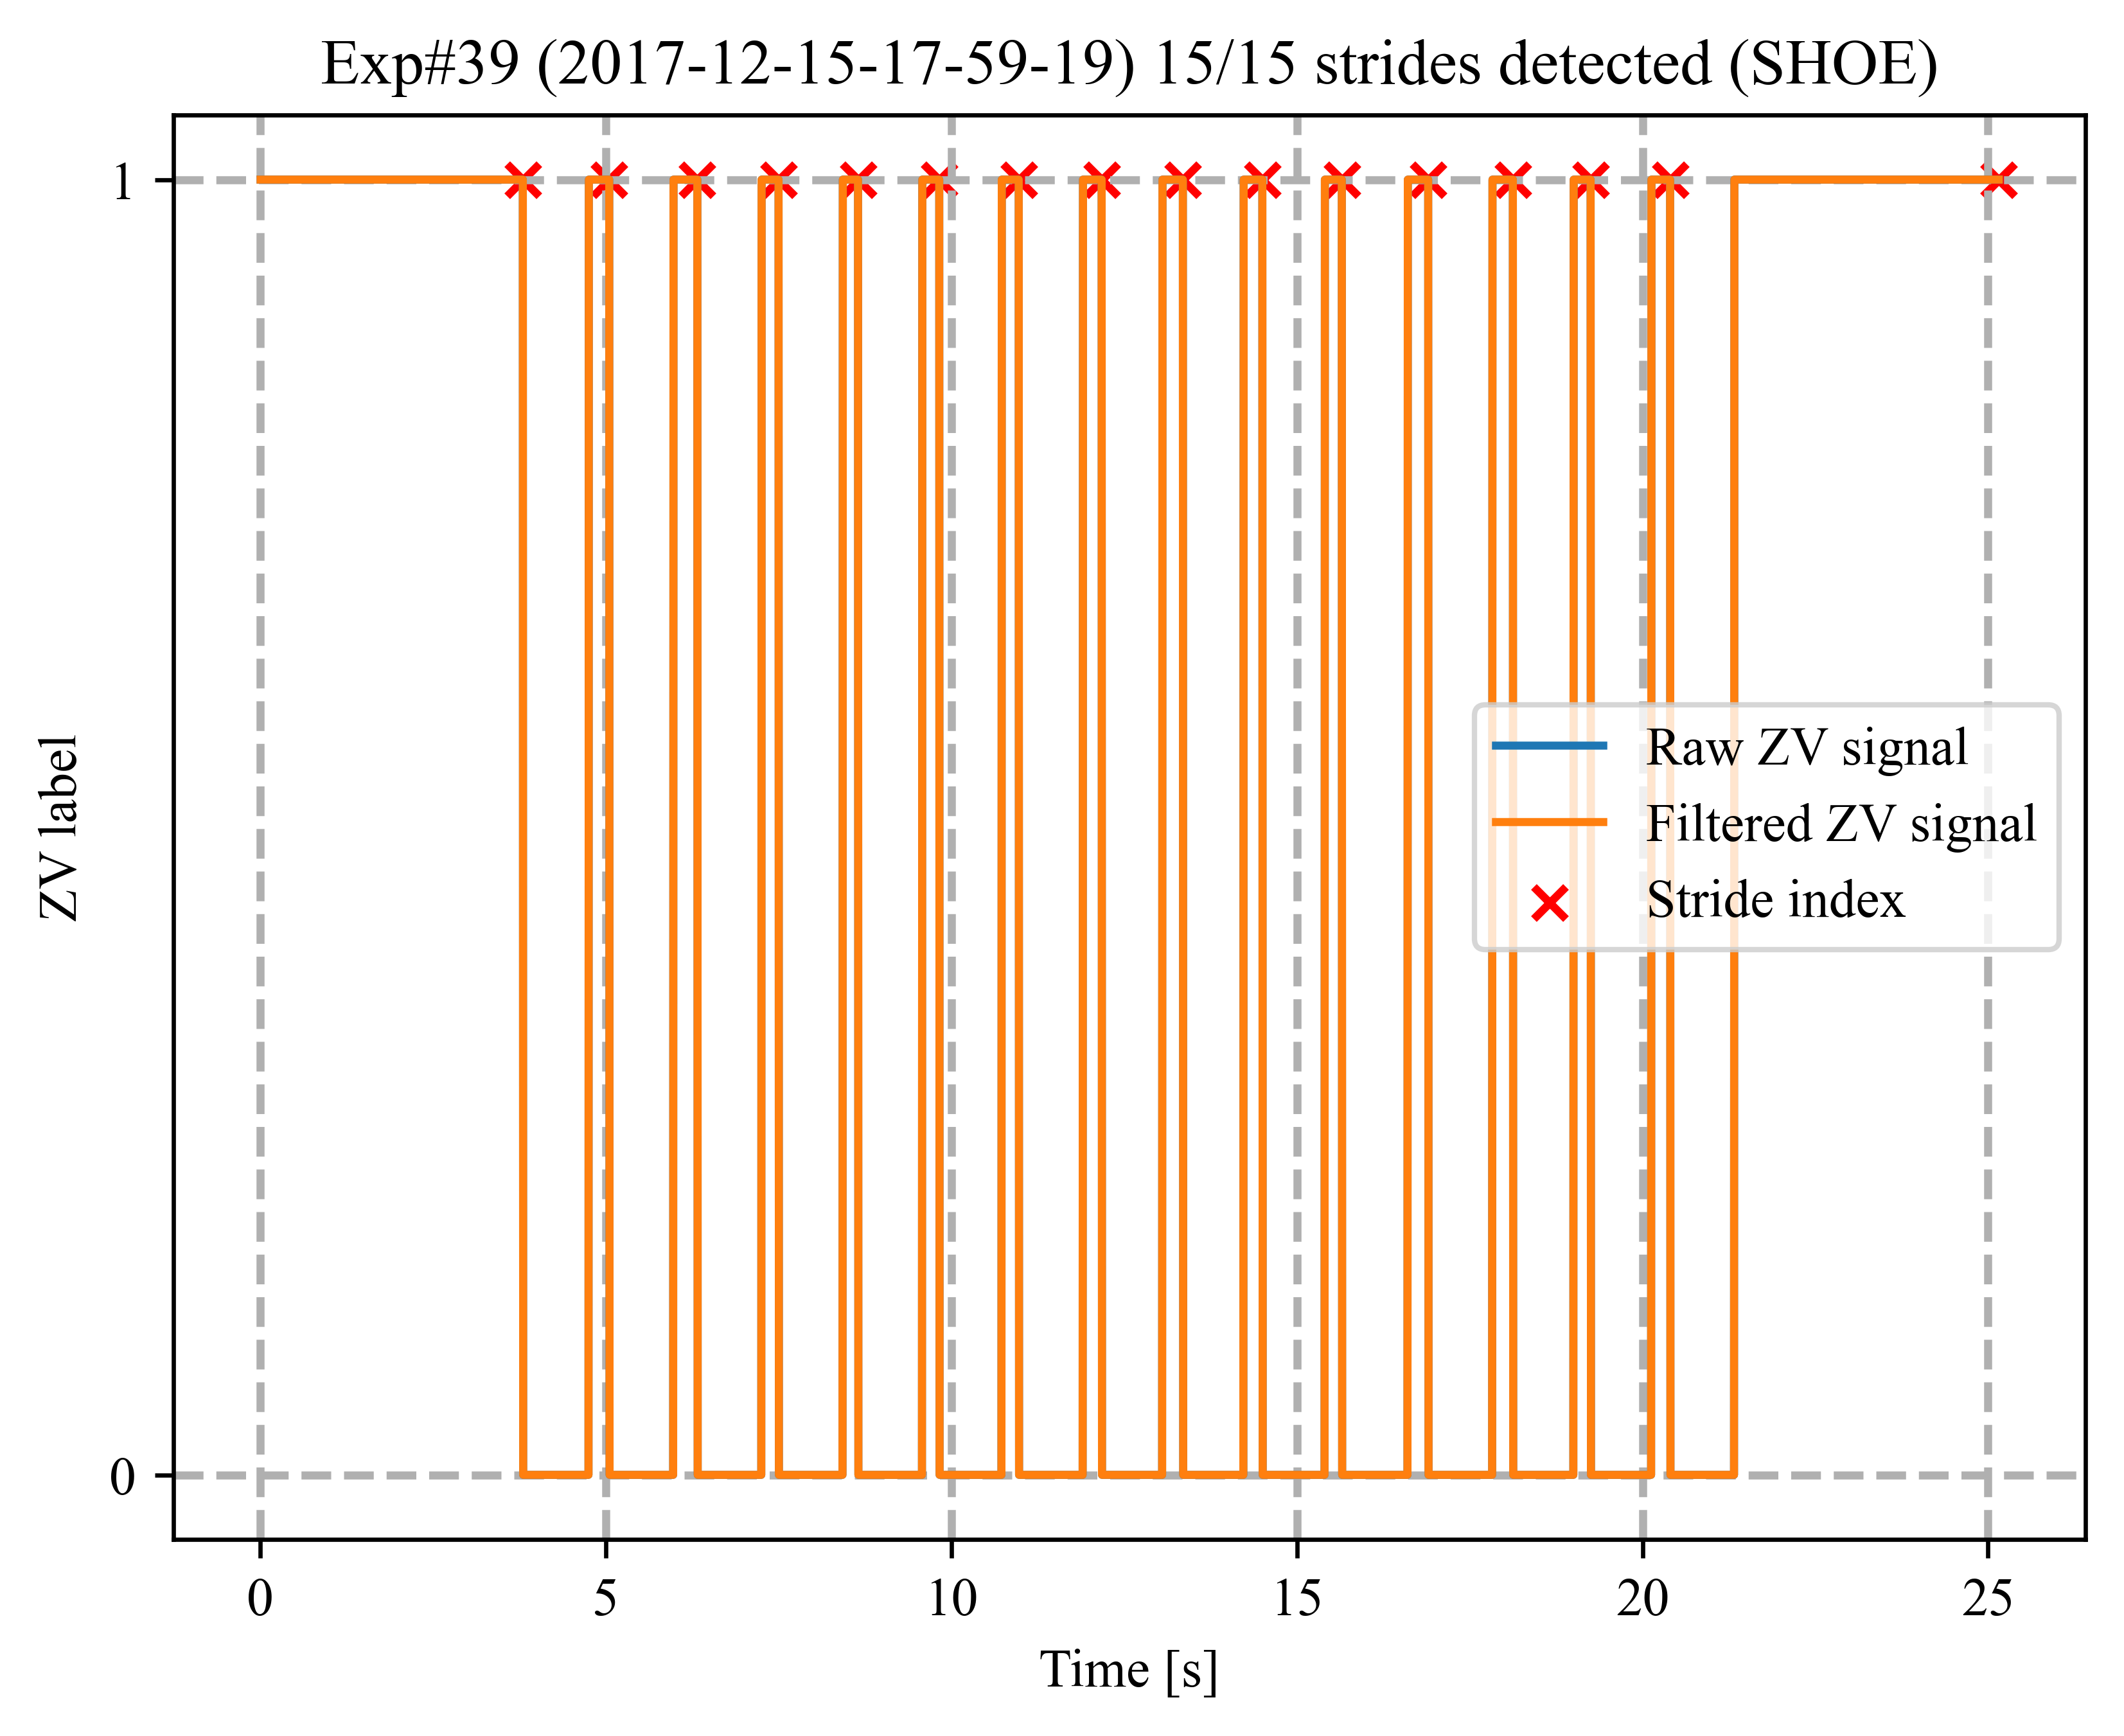 Exp#39 (2017-12-15-17-59-19) 15/15 strides detected (SHOE)
1
ZV label
Raw ZV signal
Filtered ZV signal
Stride index
0
0 5 10 15 20 25
Time [s]